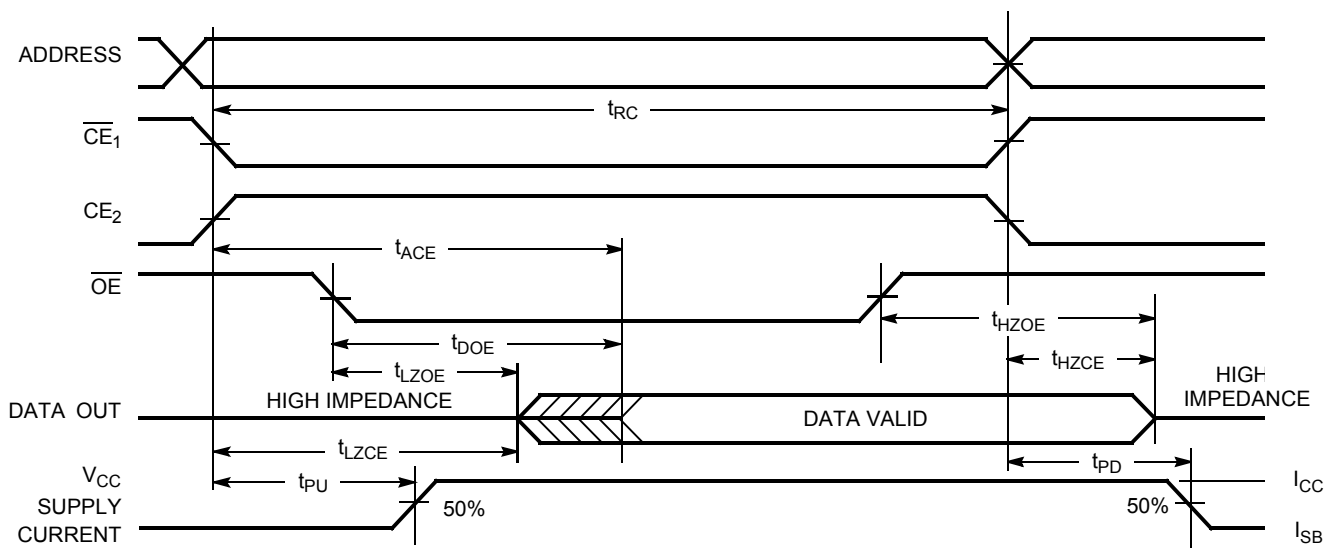 ADDRESS
tRC
CE1
CE2
tACE
OE
tHZOE
tDOE
tHZCE
tLZOE
HIGH IMPEDANCE
HIGH
IMPEDANCE
DATA OUT
DATA VALID
tLZCE
VCC
SUPPLY
CURRENT
tPU
50%
tPD
50%
ICC
ISB